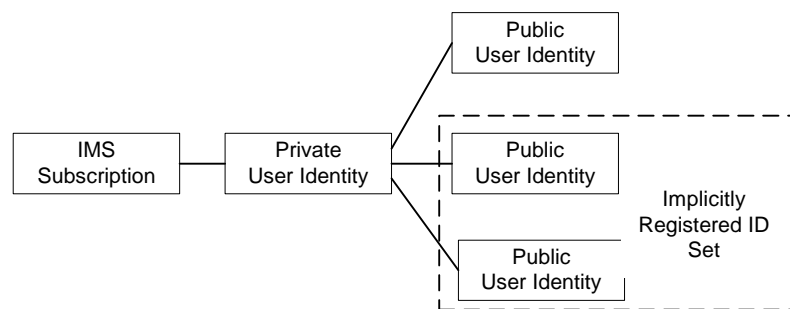 Public
User Identity
IMS
Subscription
Private
User Identity
Public
User Identity
Implicitly
Registered ID
Set
Public
User Identity